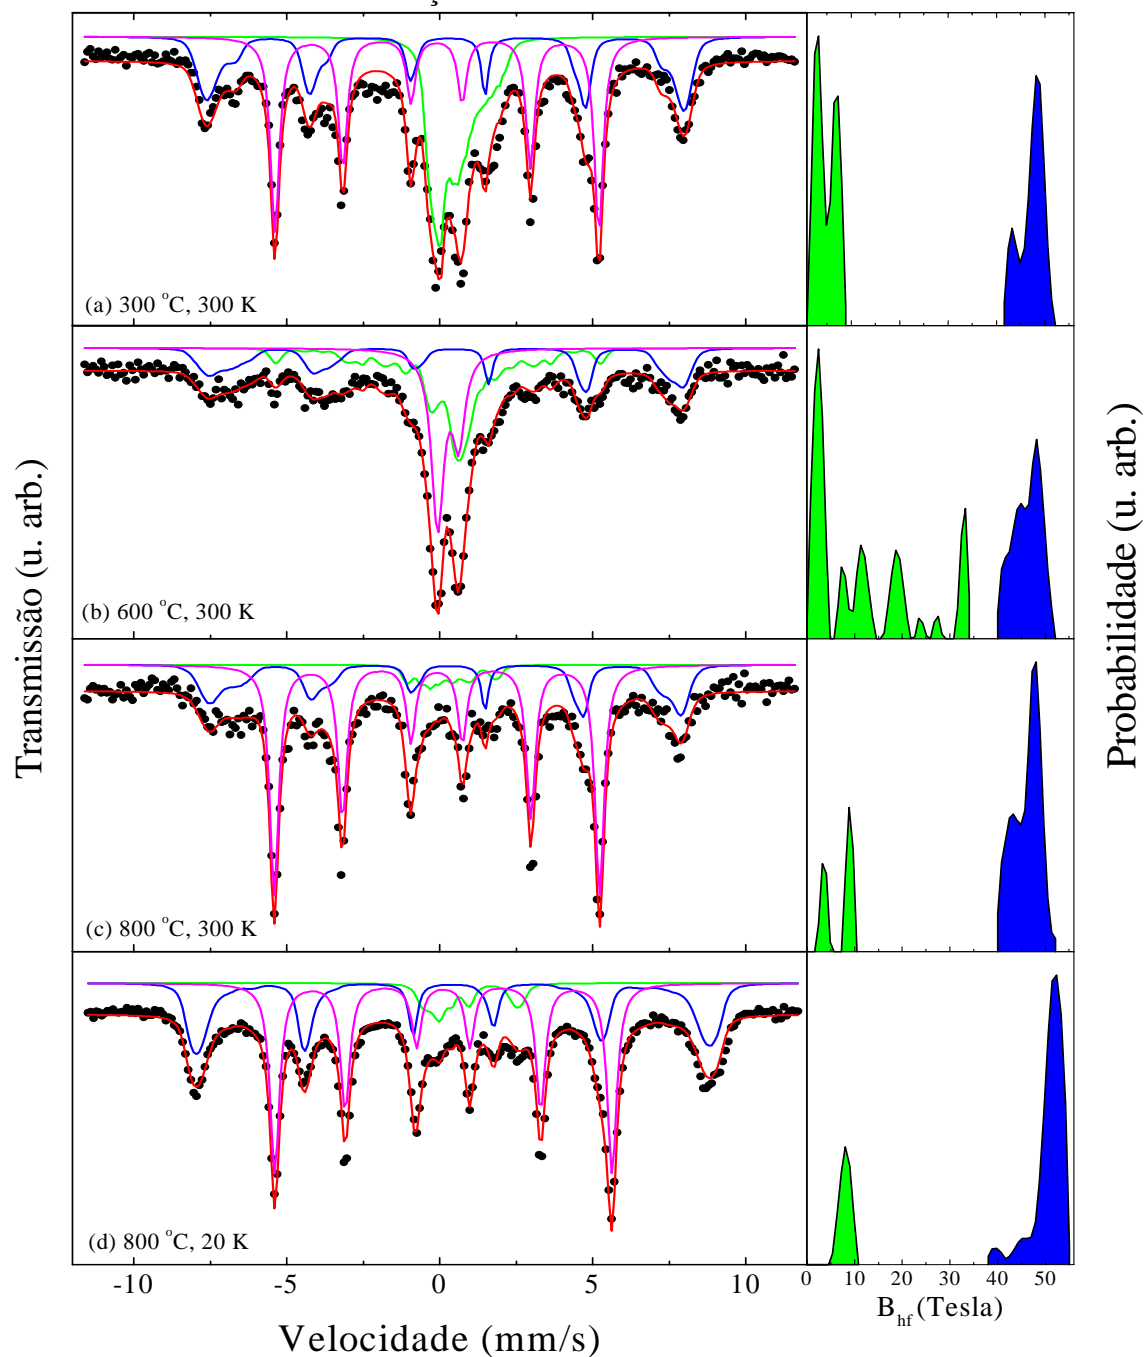 Transmissão (u. arb.)
(a) 300 °C, 300 K
(b) 600 °C, 300 K
(c) 800 °C, 300 K
(d) 800 °C, 20 K
-10 -5 0 5 10
Velocidade (mm/s)
0 10 20 30 40 50
B_hf (Tesla)
Probabilidade (u. arb.)